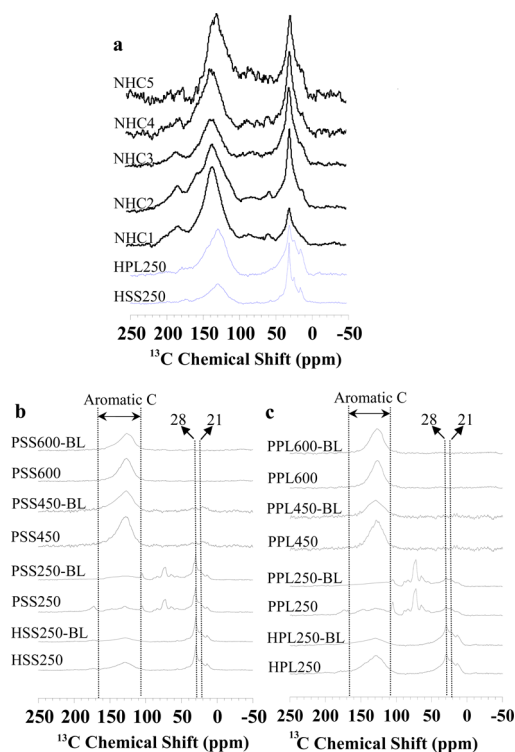 a
NHC5
NHC4
NHC3
NHC2
NHC1
HPL250
HSS250
250 200 150 100 50 0 -50
13C Chemical Shift (ppm)
b
Aromatic C
28
21
PSS600-BL
PSS600
PSS450-BL
PSS450
PSS250-BL
PSS250
HSS250-BL
HSS250
250 200 150 100 50 0 -50
13C Chemical Shift (ppm)
c
Aromatic C
28
21
PPL600-BL
PPL600
PPL450-BL
PPL450
PPL250-BL
PPL250
HPL250-BL
HPL250
250 200 150 100 50 0 -50
13C Chemical Shift (ppm)